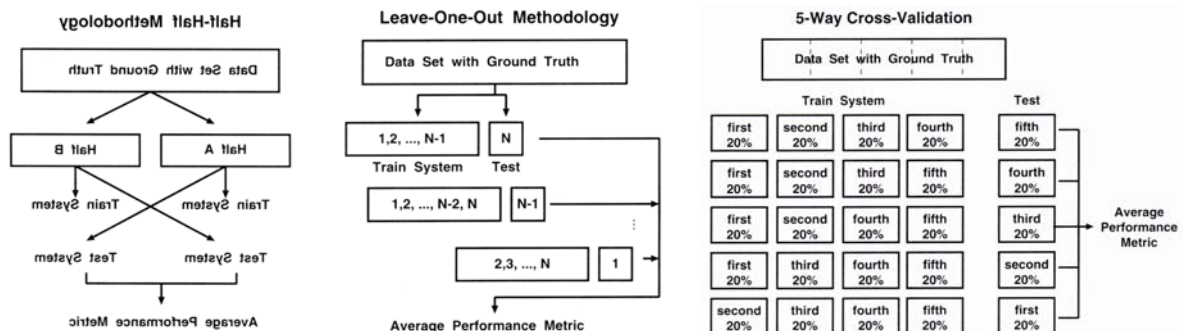 Half-Half Methodology
Data Set with Ground Truth
Half B
Half A
Train System
Train System
Test System
Test System
Average Performance Metric
Leave-One-Out Methodology
Data Set with Ground Truth
1,2, ..., N-1
N
Train System
Test
1,2, ..., N-2, N
N-1
...
2,3, ..., N
1
Average Performance Metric
5-Way Cross-Validation
Data Set with Ground Truth
Train System
Test
first
20%
second
20%
third
20%
fourth
20%
fifth
20%
first
20%
second
20%
third
20%
fifth
20%
fourth
20%
first
20%
second
20%
fourth
20%
fifth
20%
third
20%
first
20%
third
20%
fourth
20%
fifth
20%
second
20%
second
20%
third
20%
fourth
20%
fifth
20%
first
20%
Average
Performance
Metric